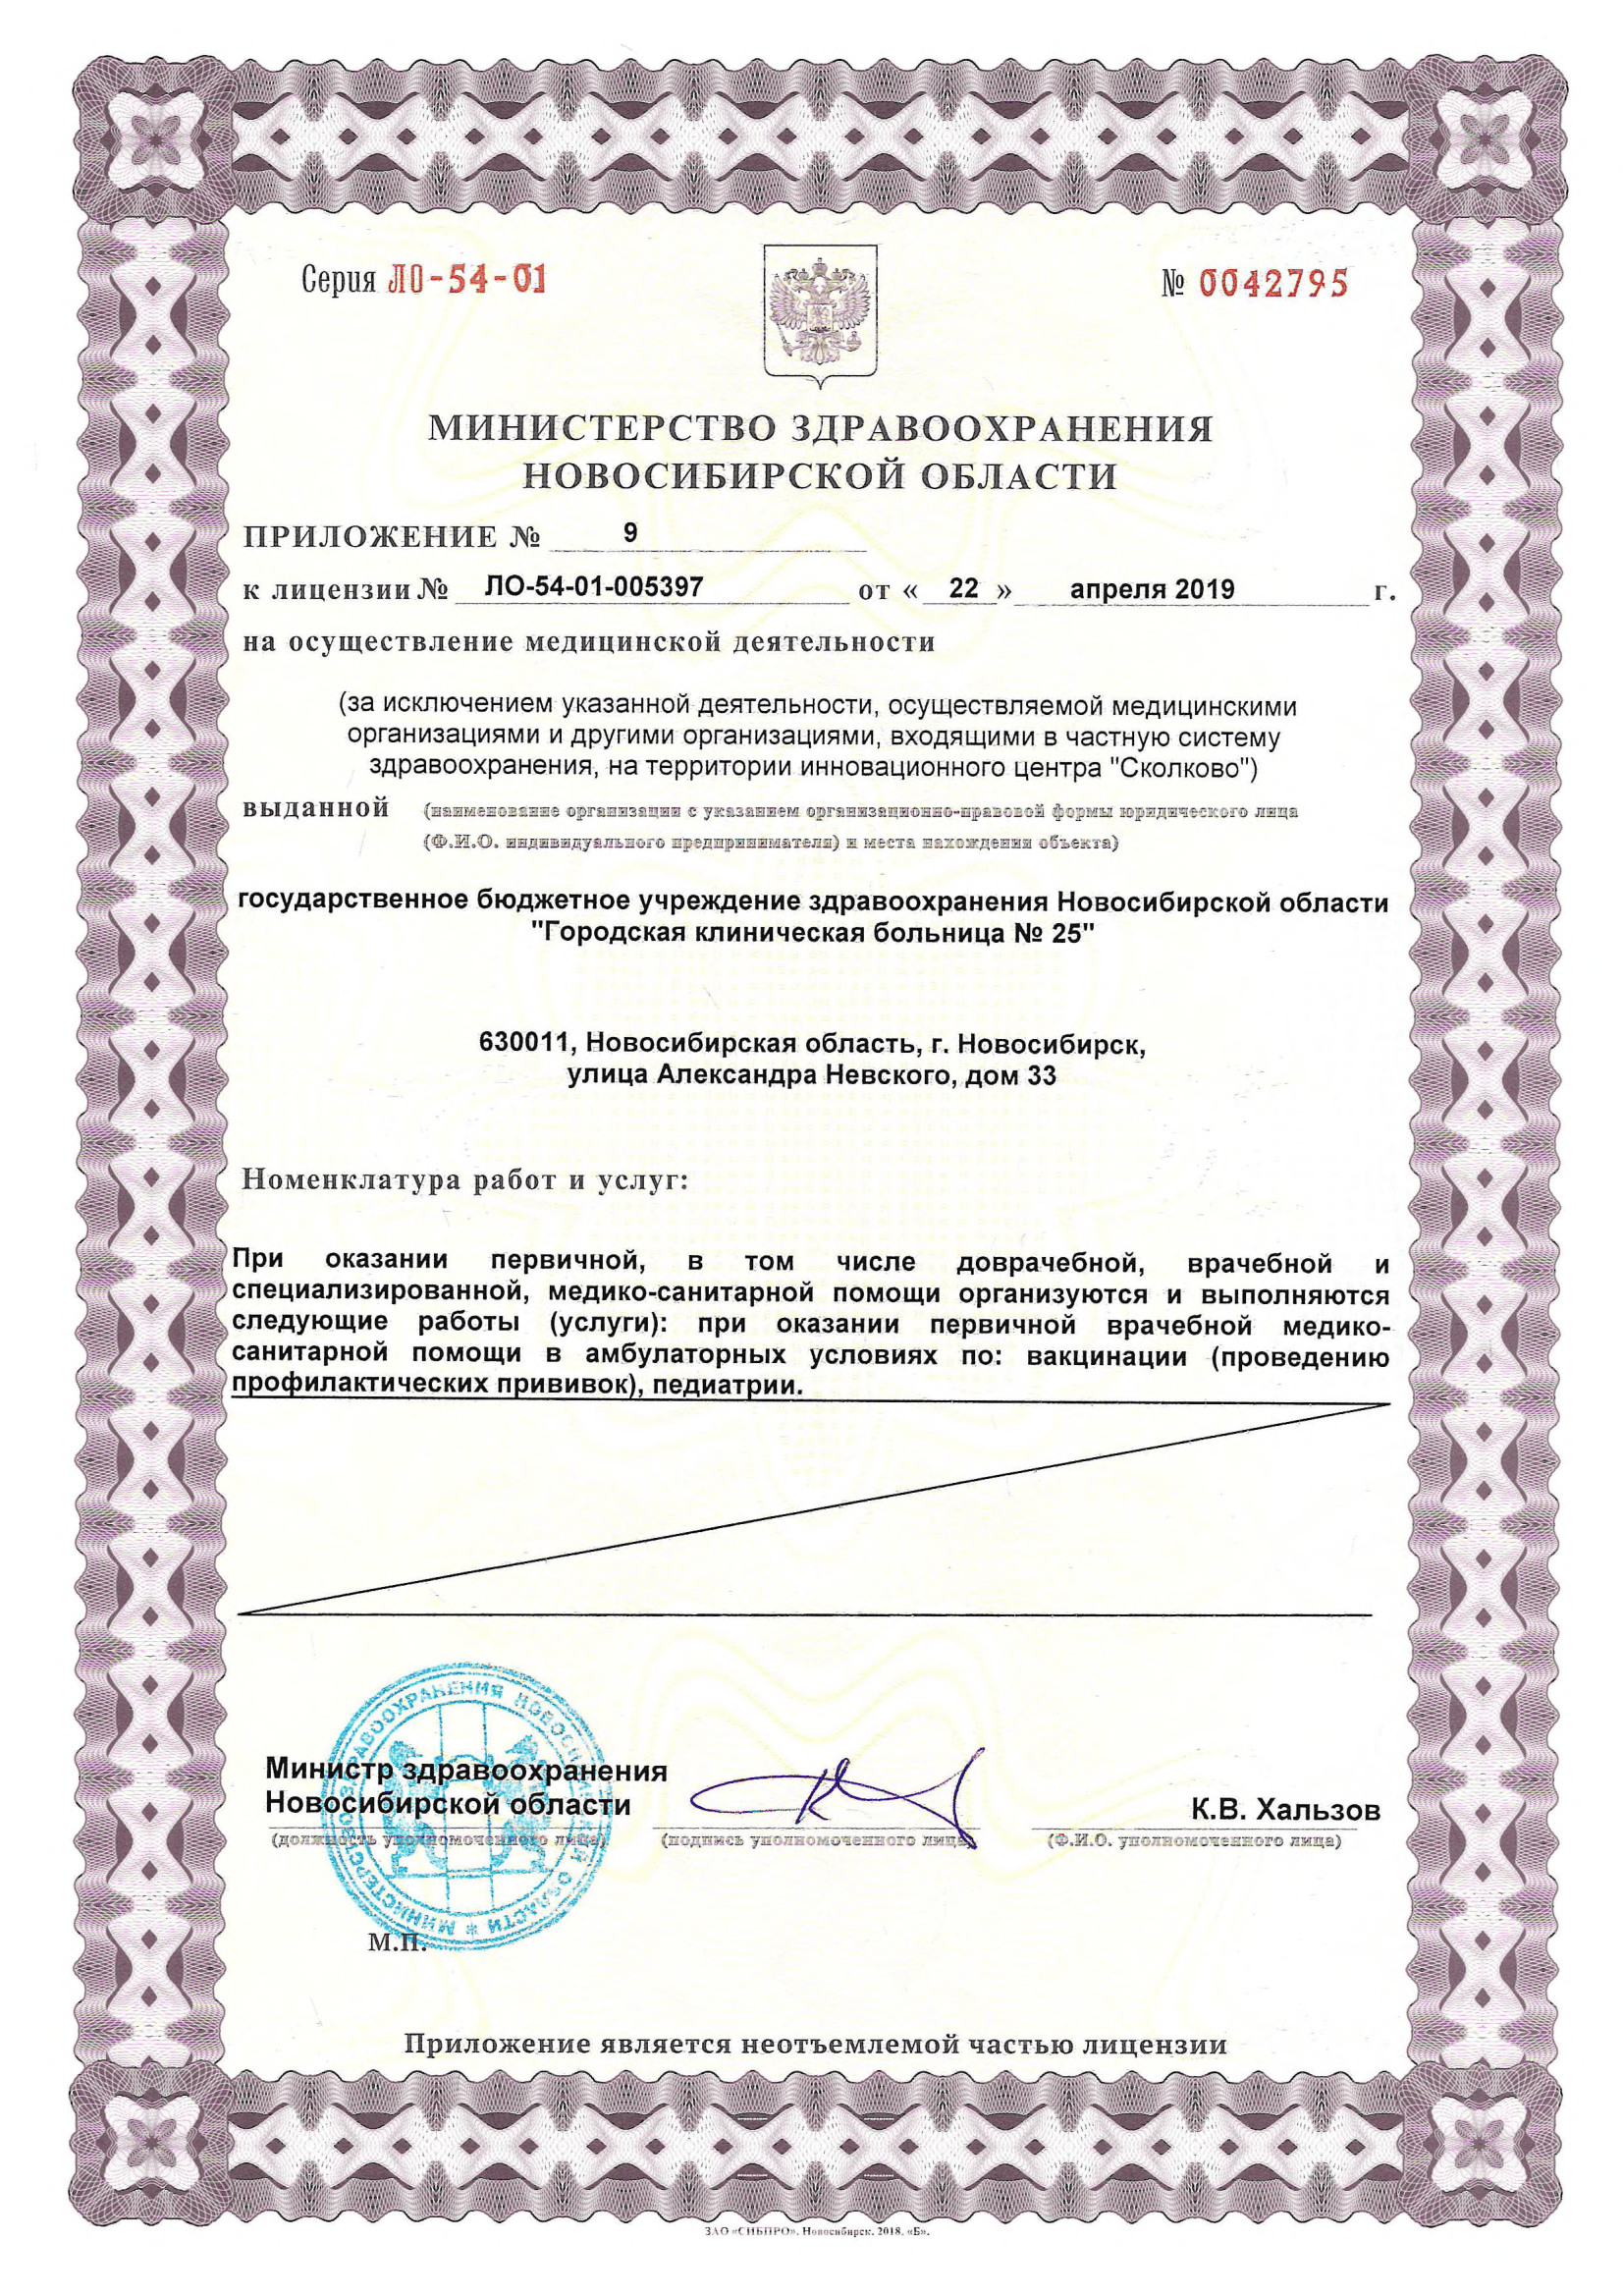 Серия ЛО-54-01
№ 0042795
МИНИСТЕРСТВО ЗДРАВООХРАНЕНИЯ
НОВОСИБИРСКОЙ ОБЛАСТИ
ПРИЛОЖЕНИЕ № 9
к лицензии № ЛО-54-01-005397 от « 22 » апреля 2019 г.
на осуществление медицинской деятельности
(за исключением указанной деятельности, осуществляемой медицинскими
организациями и другими организациями, входящими в частную систему
здравоохранения, на территории инновационного центра "Сколково")
выданной (наименование организации с указанием организационно-правовой формы юридического лица
(Ф.И.О. индивидуального предпринимателя) и места нахождения объекта)
государственное бюджетное учреждение здравоохранения Новосибирской области
"Городская клиническая больница № 25"
630011, Новосибирская область, г. Новосибирск,
улица Александра Невского, дом 33
Номенклатура работ и услуг:
При оказании первичной, в том числе доврачебной, врачебной и
специализированной, медико-санитарной помощи организуются и выполняются
следующие работы (услуги): при оказании первичной врачебной медико-
санитарной помощи в амбулаторных условиях по: вакцинации (проведению
профилактических прививок), педиатрии.
МИНИСТЕРСТВО ЗДРАВООХРАНЕНИЯ НОВОСИБИРСКОЙ ОБЛАСТИ *
Министр здравоохранения
Новосибирской области
К.В. Хальзов
(должность уполномоченного лица)
(подпись уполномоченного лица)
(Ф.И.О. уполномоченного лица)
М.П.
Приложение является неотъемлемой частью лицензии
ЗАО «СИБПРО», Новосибирск, 2018, «Б».